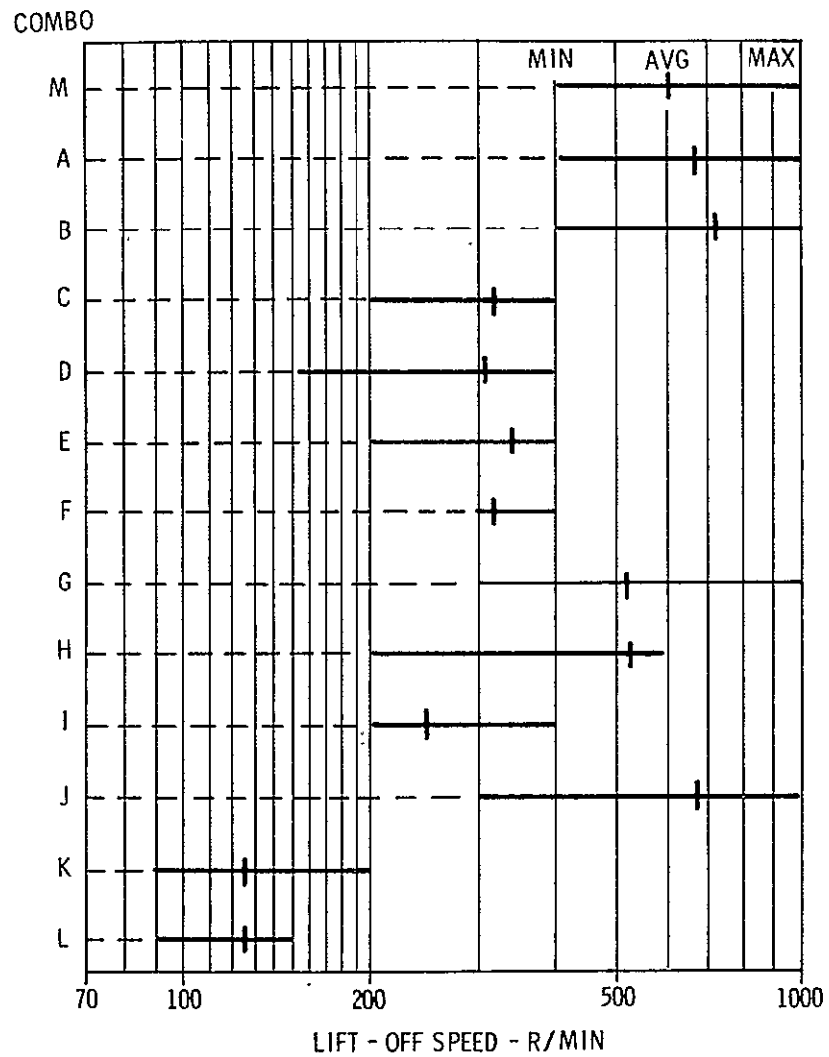 COMBO
MIN AVG MAX
M
A
B
C
D
E
F
G
H
I
J
K
L
70 100 200 500 1000
LIFT - OFF SPEED - R/MIN